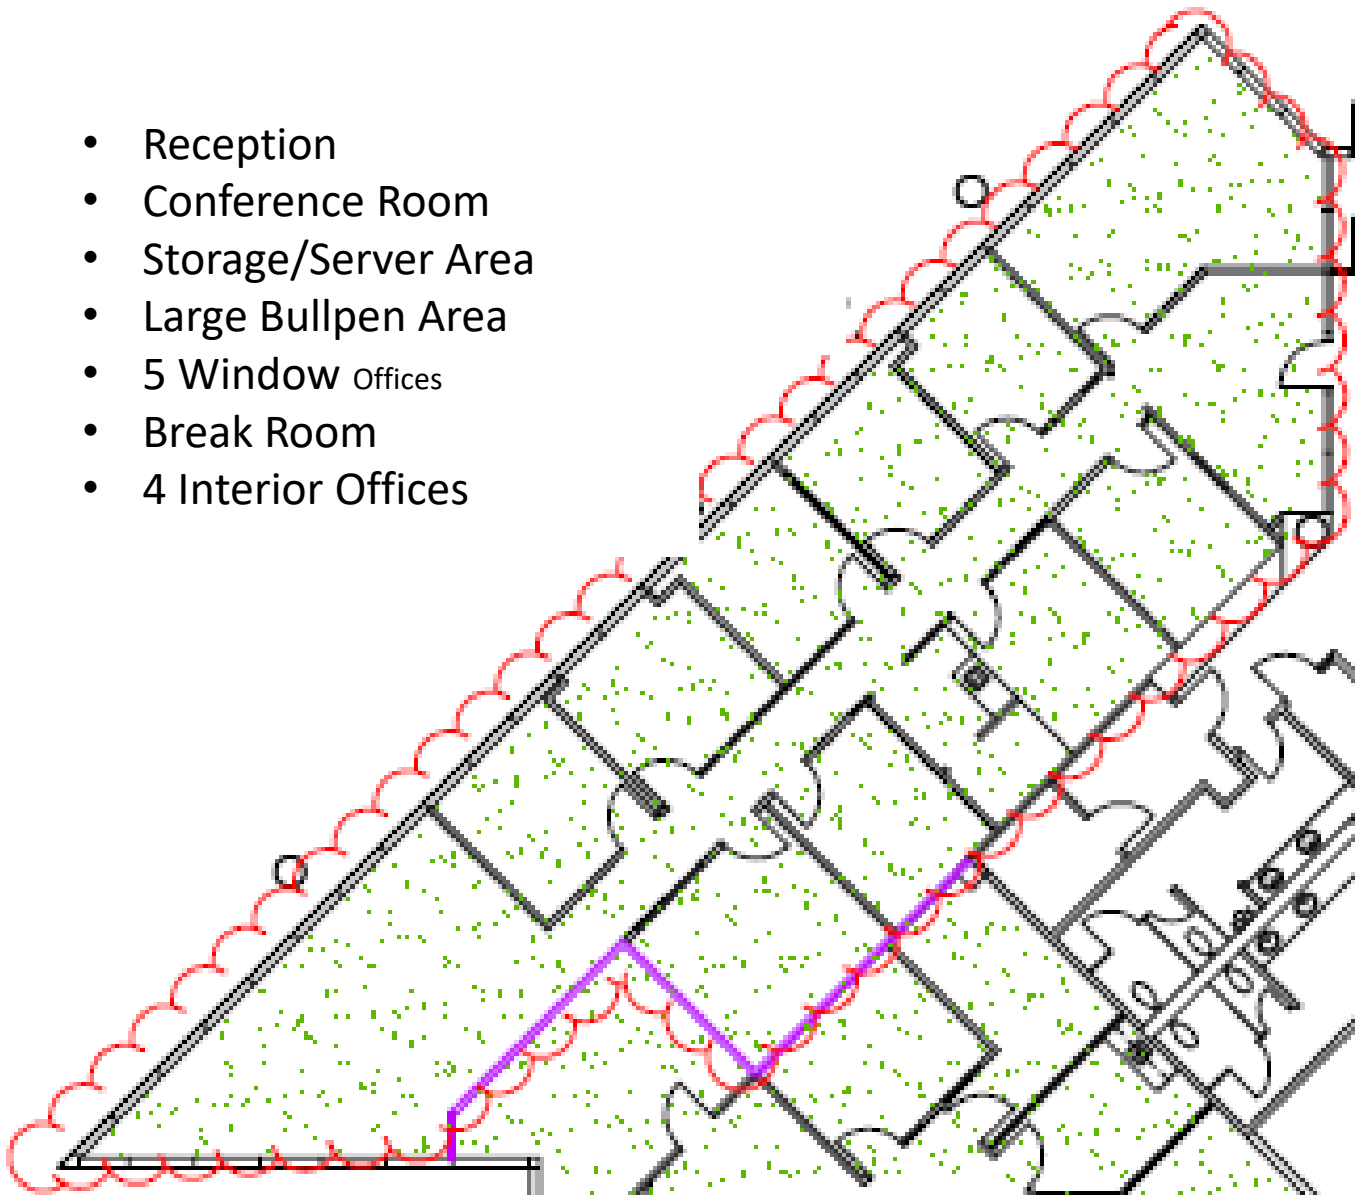 • Reception
• Conference Room
• Storage/Server Area
• Large Bullpen Area
• 5 Window Offices
• Break Room
• 4 Interior Offices